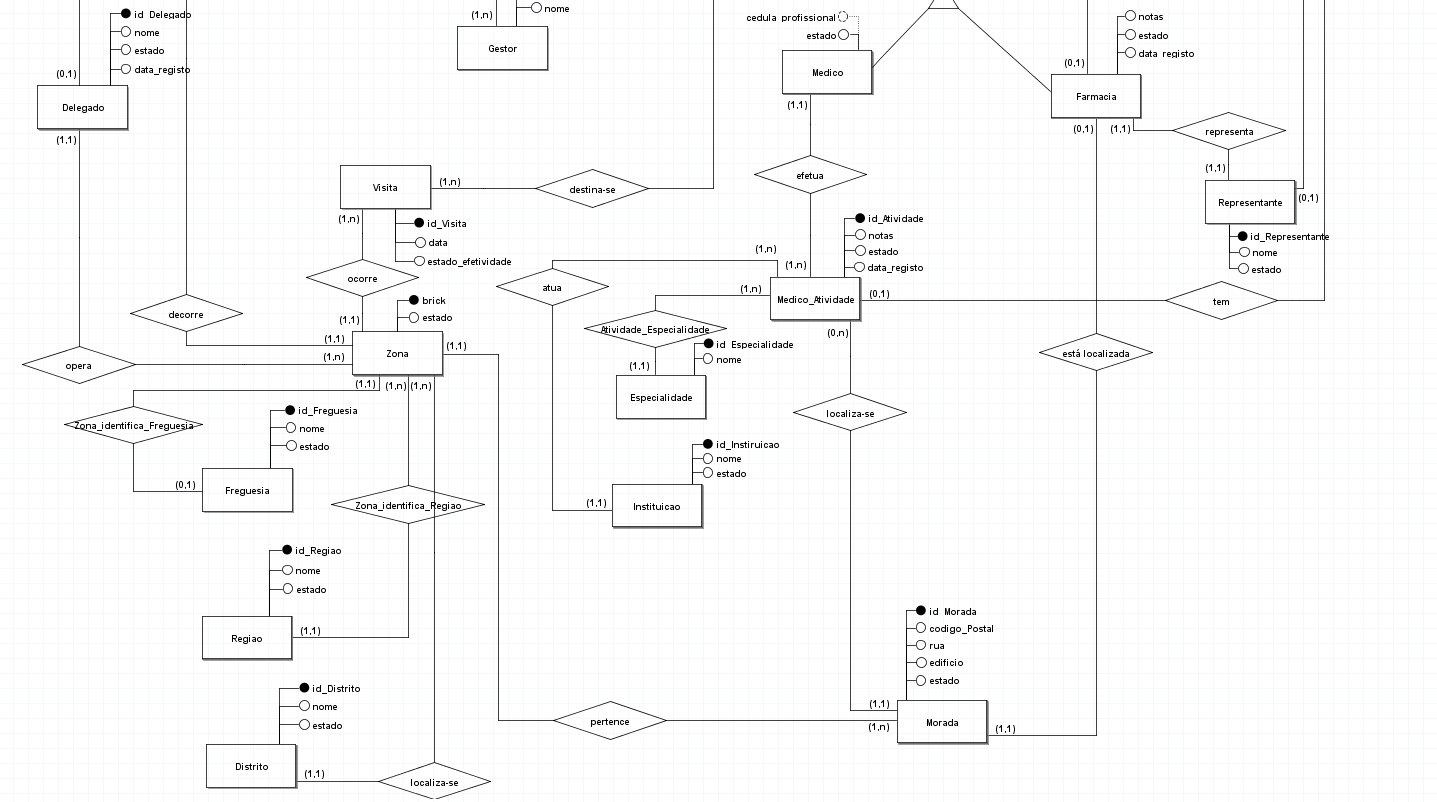 id_Delegado
nome
estado
data_registo
(0,1)
Delegado
(1,1)
nome
(1,n)
Gestor
cedula profissional
estado
Medico
(1,1)
notas
estado
data_registo
(0,1)
Farmacia
(0,1)
(1,1)
representa
(1,1)
Representante
(0,1)
id_Representante
nome
estado
efetua
Visita
(1,n)
destina-se
(1,n)
id_Visita
data
estado_efetividade
ocorre
(1,1)
id_Atividade
notas
estado
data_registo
(1,n)
(1,n)
atua
(1,n)
Medico_Atividade
(0,1)
tem
(0,n)
decorre
brick
estado
(1,1)
(1,n)
Zona
(1,1)
opera
(1,1)
(1,n)
(1,n)
Atividade_Especialidade
id_Especialidade
nome
(1,1)
Especialidade
está localizada
localiza-se
Zona_identifica_Freguesia
id_Freguesia
nome
estado
(0,1)
Freguesia
id_Instiruicao
nome
estado
(1,1)
Instituicao
Zona_identifica_Regiao
id_Regiao
nome
estado
Regiao
(1,1)
id_Morada
codigo_Postal
rua
edificio
estado
(1,1)
(1,n)
Morada
(1,1)
pertence
id_Distrito
nome
estado
Distrito
(1,1)
localiza-se